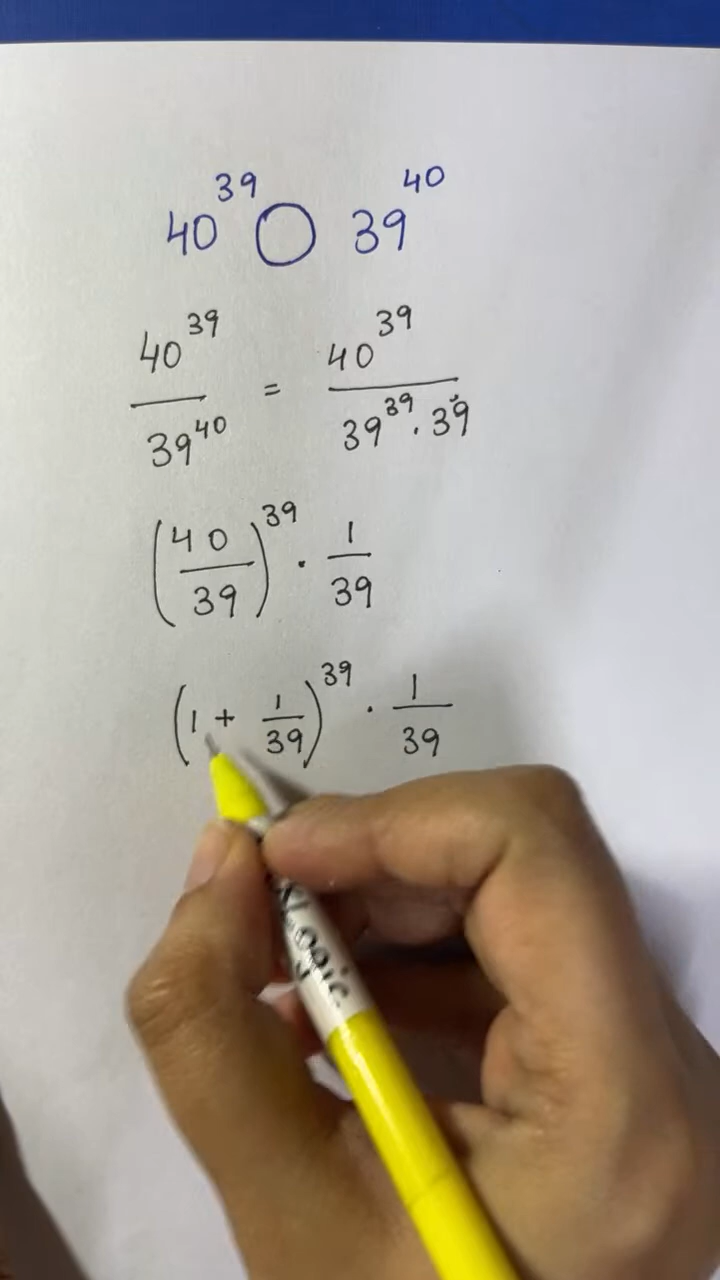 40^39 ○ 39^40
40^39 / 39^40 = 40^39 / 39^39 . 39
(40/39)^39 . 1/39
(1 + 1/39)^39 . 1/39
Logic